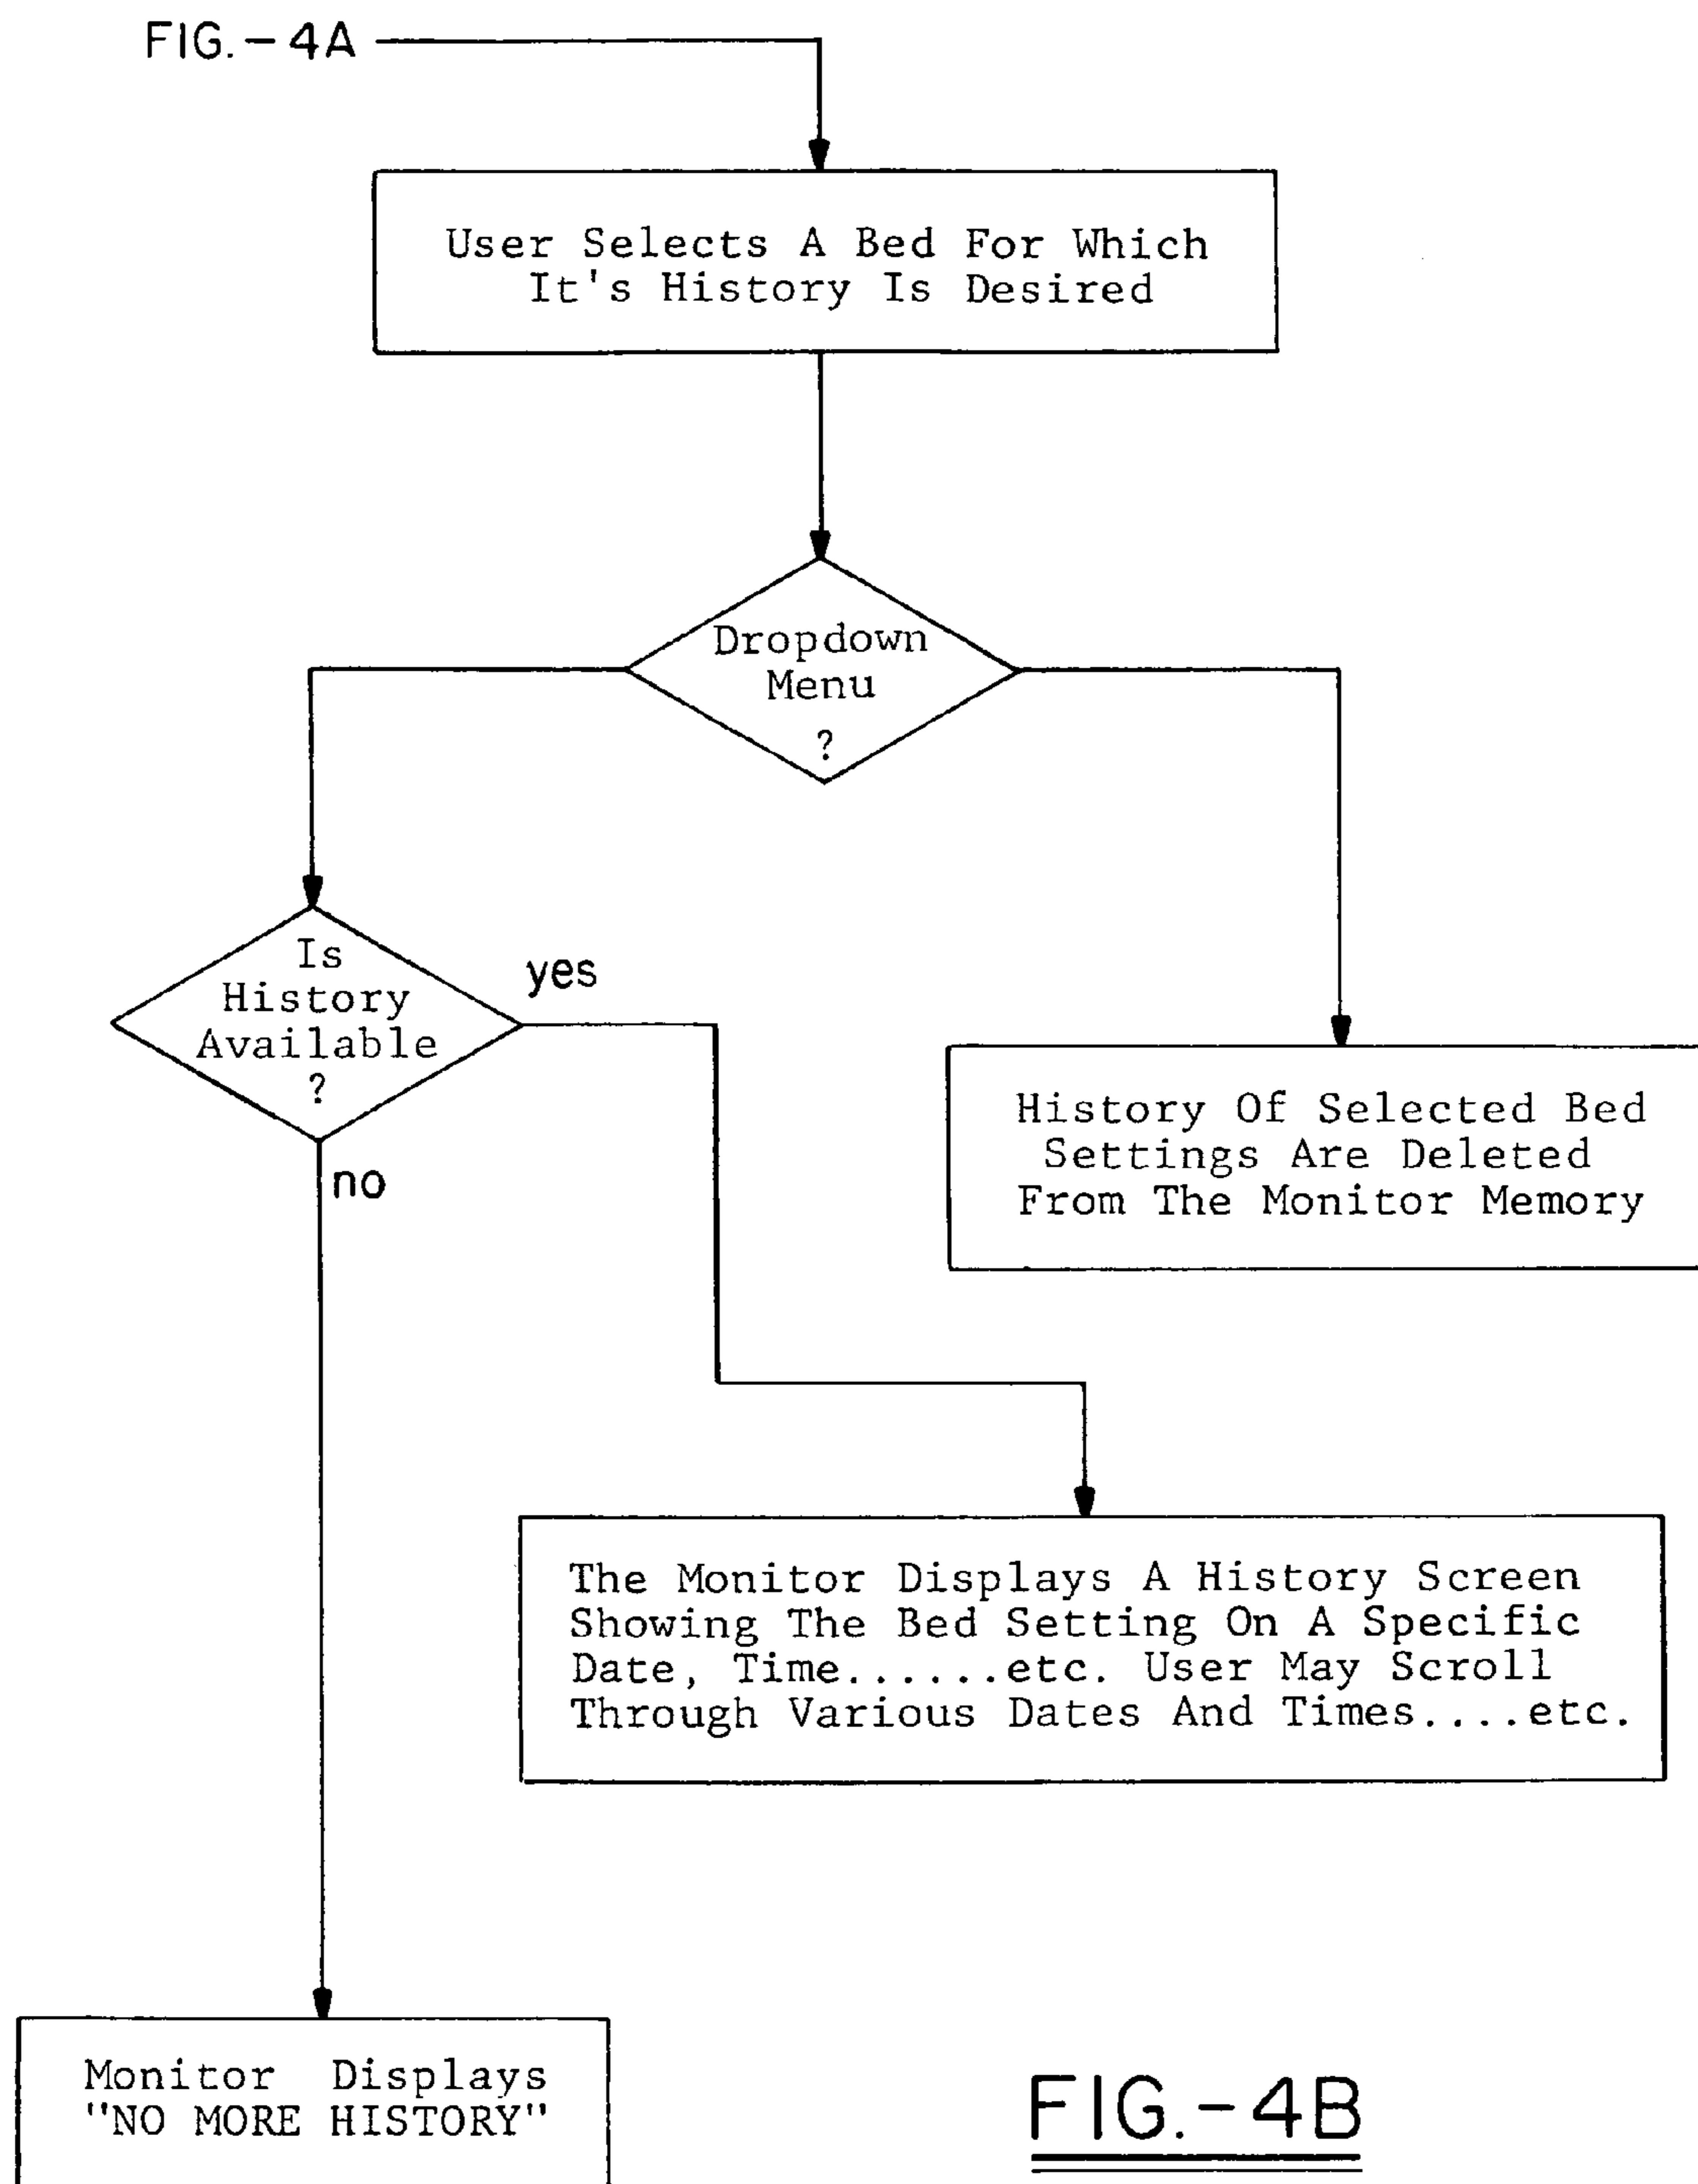 FIG.-4A
User Selects A Bed For Which
It's History Is Desired
Dropdown
Menu
?
Is
History
Available
?
yes
no
History Of Selected Bed
Settings Are Deleted
From The Monitor Memory
The Monitor Displays A History Screen
Showing The Bed Setting On A Specific
Date, Time......etc. User May Scroll
Through Various Dates And Times....etc.
Monitor Displays
"NO MORE HISTORY"
FIG.-4B